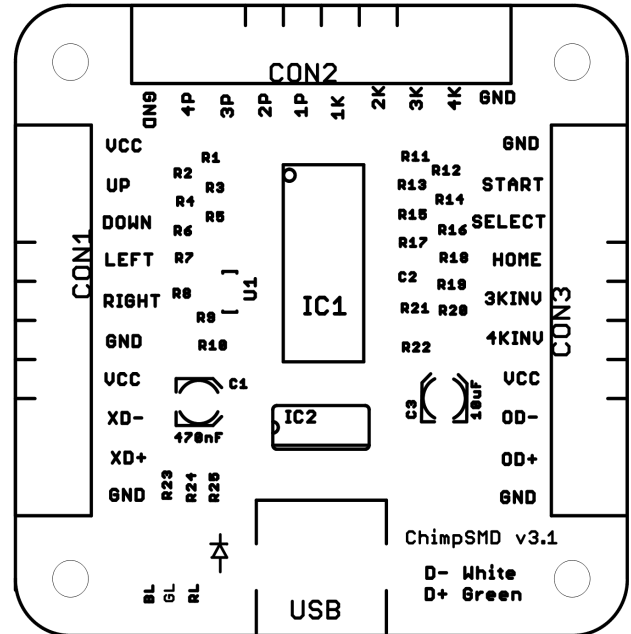 CON2
GND 4P 3P 2P 1P 1K 2K 3K 4K GND
VCC
UP
DOWN
LEFT
RIGHT
GND
VCC
XD-
XD+
GND
CON1
R1
R2
R3
R4
R5
R6
R7
R8
R9
R10
U1
C1
470nF
R23
R24
R25
IC1
IC2
R11
R12
R13
R14
R15
R16
R17
R18
C2
R19
R21
R20
R22
C3
10uF
GND
START
SELECT
HOME
3KINV
4KINV
VCC
OD-
OD+
GND
CON3
BL GL RL
USB
ChimpSMD v3.1
D- White
D+ Green